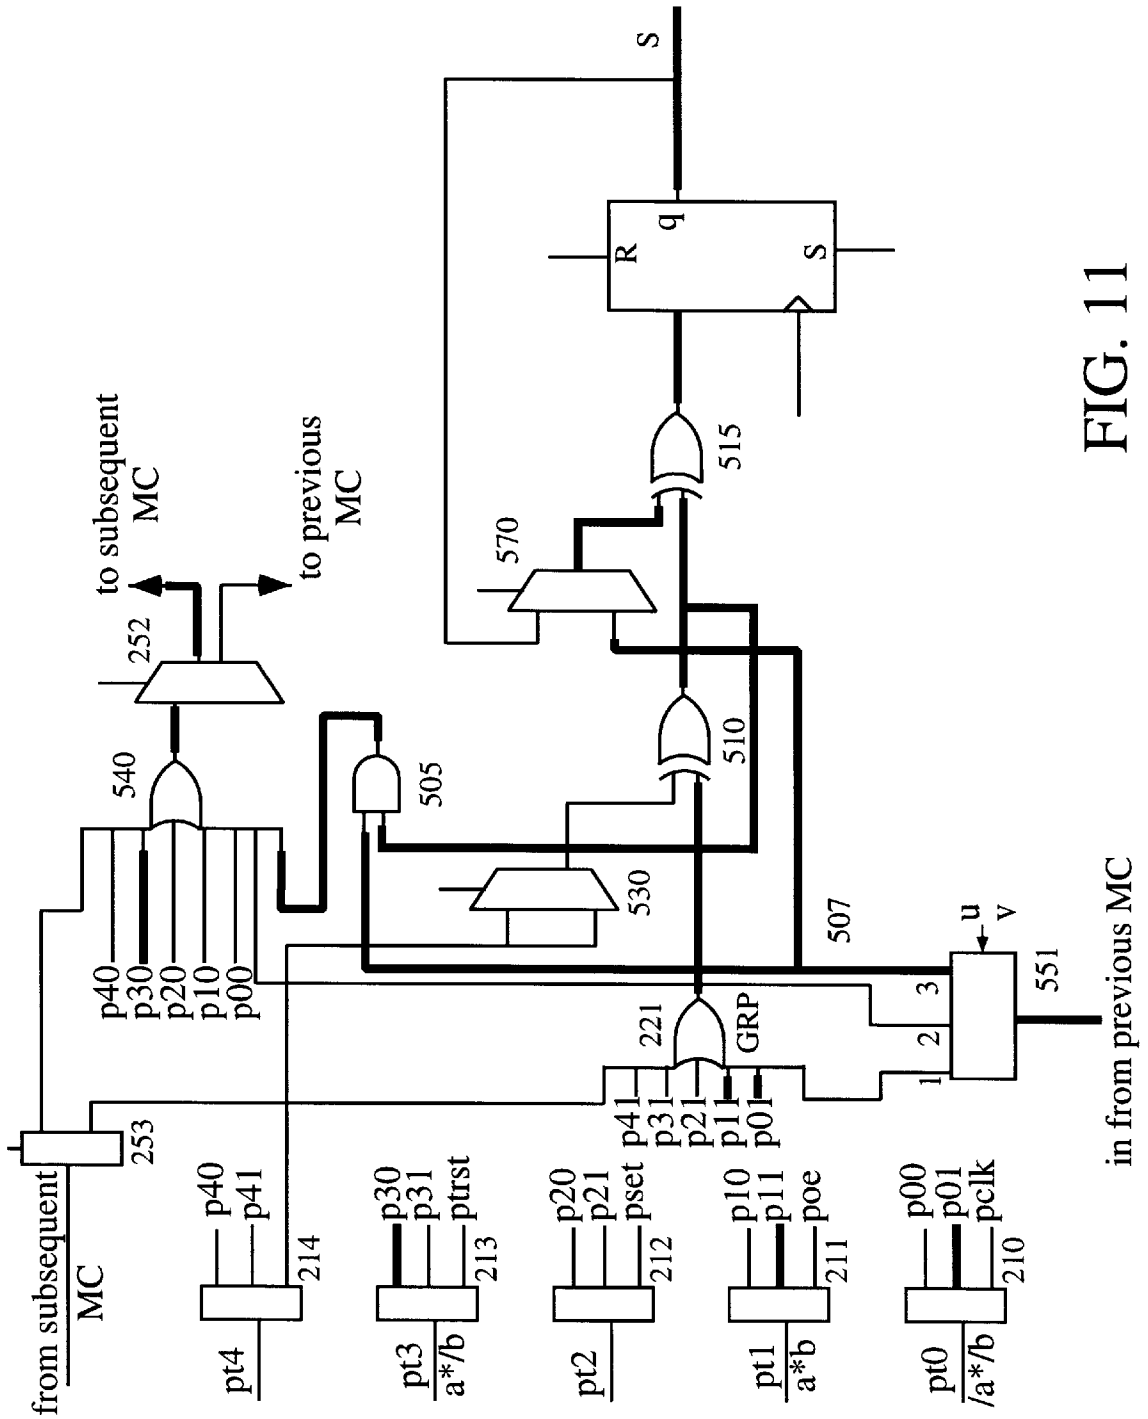 from subsequent
MC
253
pt4
p40
p41
214
pt3
a*/b
p30
p31
ptrst
213
pt2
p20
p21
pset
212
pt1
a*b
p10
p11
poe
211
pt0
/a*/b
p00
p01
pclk
210
p40
p30
p20
p10
p00
540
252
to subsequent
MC
to previous
MC
505
530
p41
p31
p21
p11
p01
221
GRP
510
570
515
507
1
2
3
u
v
551
in from previous MC
R
q
S
s
FIG. 11